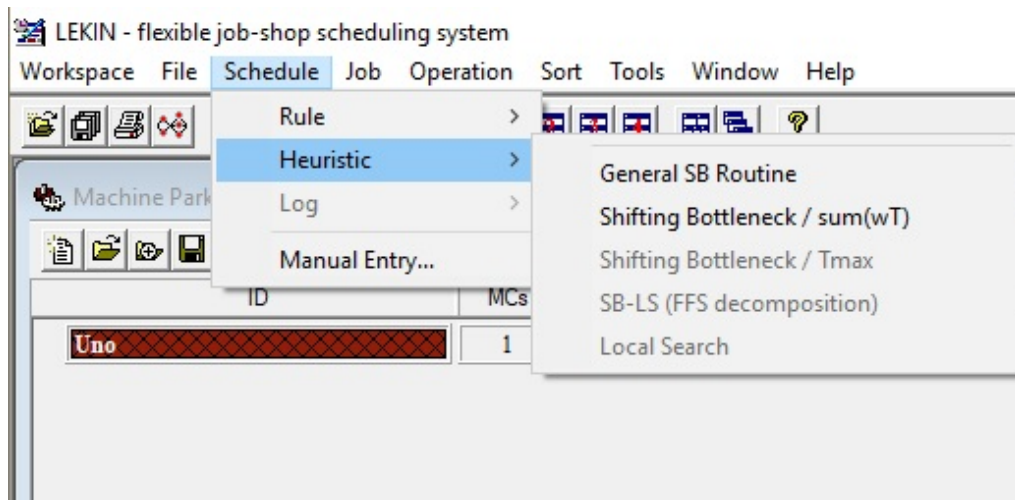 LEKIN - flexible job-shop scheduling system
Workspace File Schedule Job Operation Sort Tools Window Help
Rule
Heuristic
Log
Manual Entry...
General SB Routine
Shifting Bottleneck / sum(wT)
Shifting Bottleneck / Tmax
SB-LS (FFS decomposition)
Local Search
Machine Park
ID MCs
Uno 1